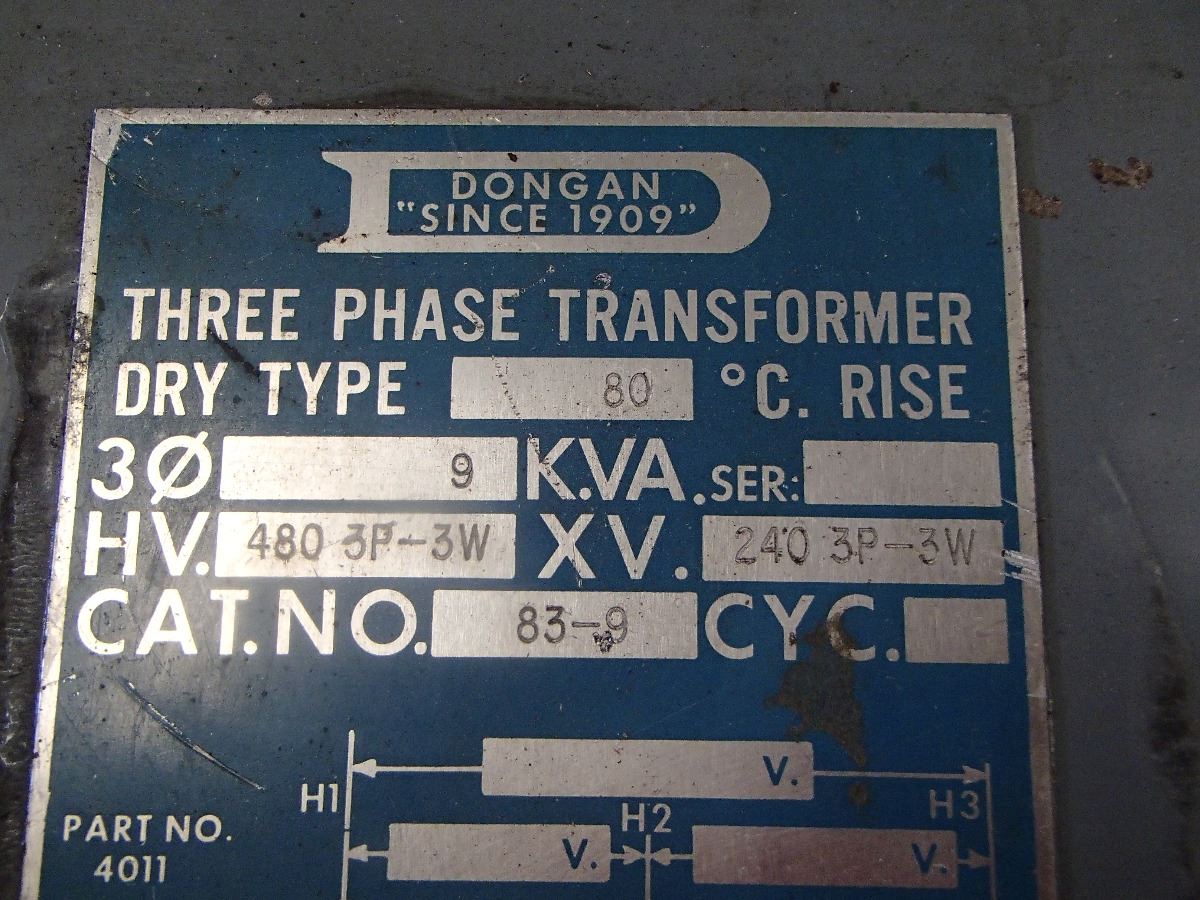 DONGAN
"SINCE 1909"
THREE PHASE TRANSFORMER
DRY TYPE 80 °C. RISE
3Ø 9 K.VA. SER:
HV. 480 3P-3W XV. 240 3P-3W
CAT.NO. 83-9 CYC.
V.
H1 H2 H3
PART NO.
4011
V. V.